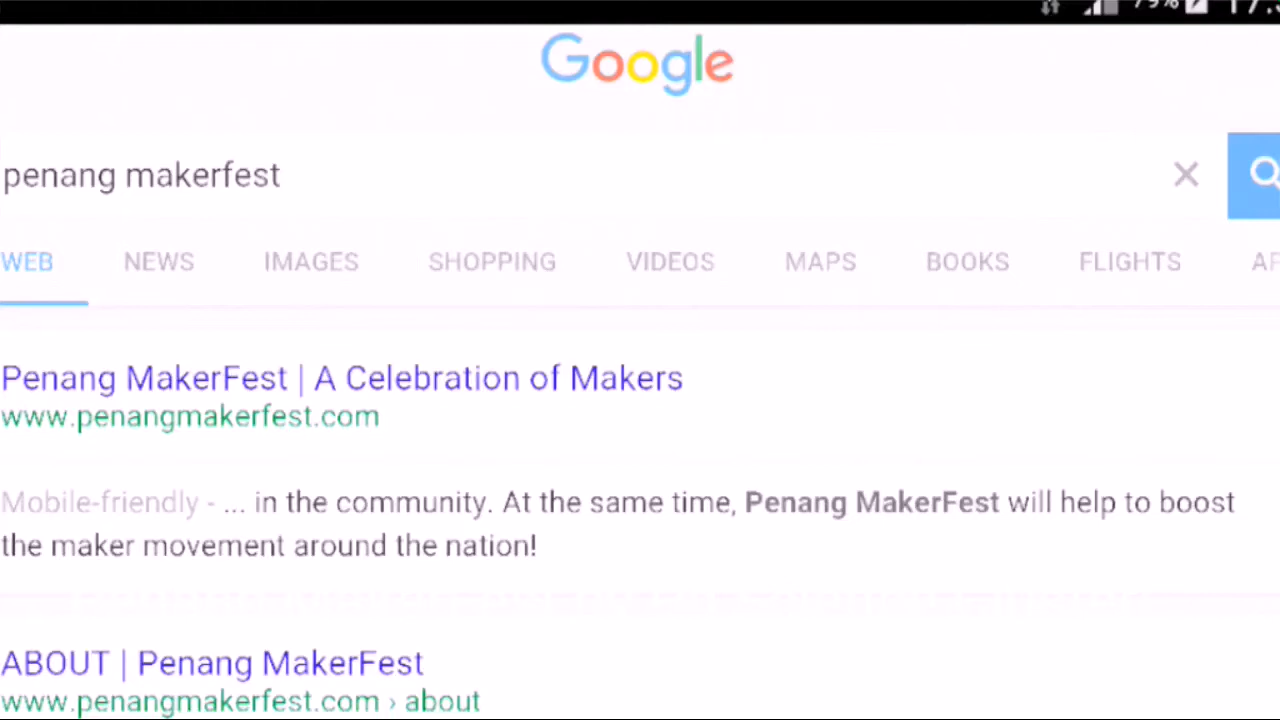 79%
Google
penang makerfest
WEB NEWS IMAGES SHOPPING VIDEOS MAPS BOOKS FLIGHTS
Penang MakerFest | A Celebration of Makers
www.penangmakerfest.com
Mobile-friendly - ... in the community. At the same time, Penang MakerFest will help to boost
the maker movement around the nation!
ABOUT | Penang MakerFest
www.penangmakerfest.com › about